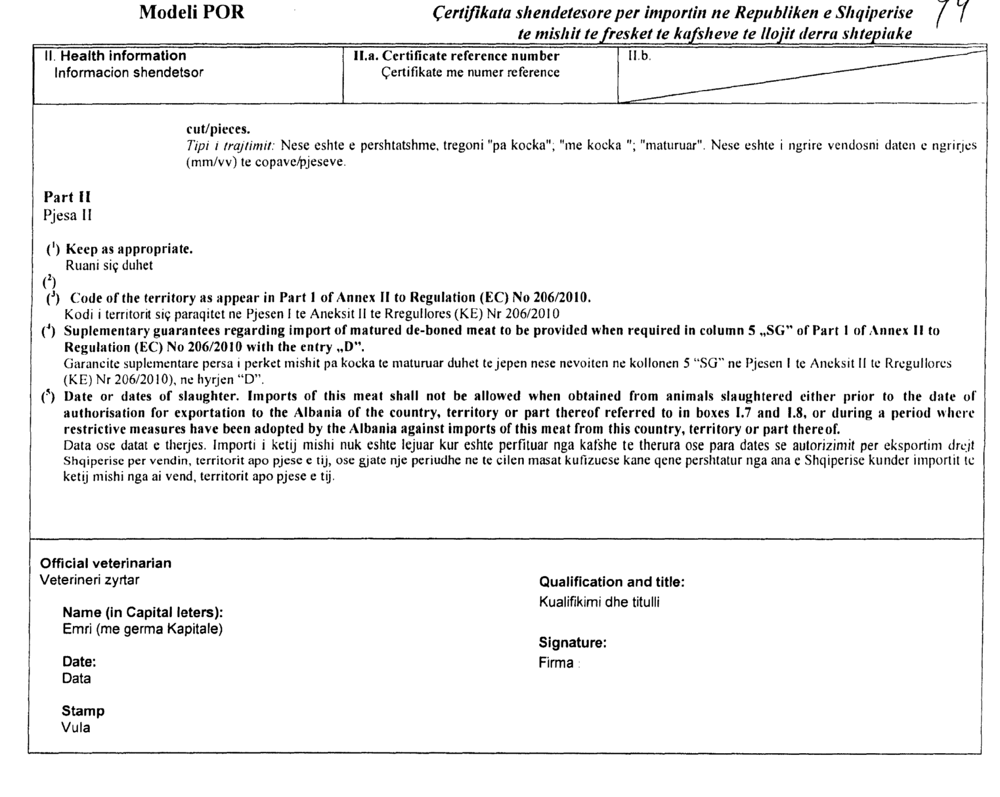 Modeli POR
Çertifikata shendetesore per importin ne Republiken e Shqiperise
te mishit te fresket te kafsheve te llojit derra shtepiake
II. Health information
Informacion shendetsor
II.a. Certificate reference number
Çertifikate me numer reference
II.b.
cut/pieces.
Tipi i trajtimit: Nese eshte e pershtatshme, tregoni "pa kocka"; "me kocka "; "maturuar". Nese eshte i ngrire vendosni daten e ngrirjes
(mm/vv) te copave/pjeseve.
Part II
Pjesa II
(1) Keep as appropriate.
Ruani siç duhet
(2)
(3) Code of the territory as appear in Part 1 of Annex II to Regulation (EC) No 206/2010.
Kodi i territorit siç paraqitet ne Pjesen I te Aneksit II te Rregullores (KE) Nr 206/2010
(4) Suplementary guarantees regarding import of matured de-boned meat to be provided when required in column 5 „SG” of Part 1 of Annex II to
Regulation (EC) No 206/2010 with the entry „D”.
Garancite suplementare persa i perket mishit pa kocka te maturuar duhet te jepen nese nevoiten ne kollonen 5 “SG” ne Pjesen I te Aneksit II te Rregullores
(KE) Nr 206/2010), ne hyrjen “D”.
(5) Date or dates of slaughter. Imports of this meat shall not be allowed when obtained from animals slaughtered either prior to the date of
authorisation for exportation to the Albania of the country, territory or part thereof referred to in boxes I.7 and I.8, or during a period where
restrictive measures have been adopted by the Albania against imports of this meat from this country, territory or part thereof.
Data ose datat e therjes. Importi i ketij mishi nuk eshte lejuar kur eshte perfituar nga kafshe te therura ose para dates se autorizimit per eksportim drejt
Shqiperise per vendin, territorit apo pjese e tij, ose gjate nje periudhe ne te cilen masat kufizuese kane qene pershtatur nga ana e Shqiperise kunder importit te
ketij mishi nga ai vend, territorit apo pjese e tij.
Official veterinarian
Veterineri zyrtar
Qualification and title:
Kualifikimi dhe titulli
Name (in Capital leters):
Emri (me germa Kapitale)
Signature:
Firma :
Date:
Data
Stamp
Vula